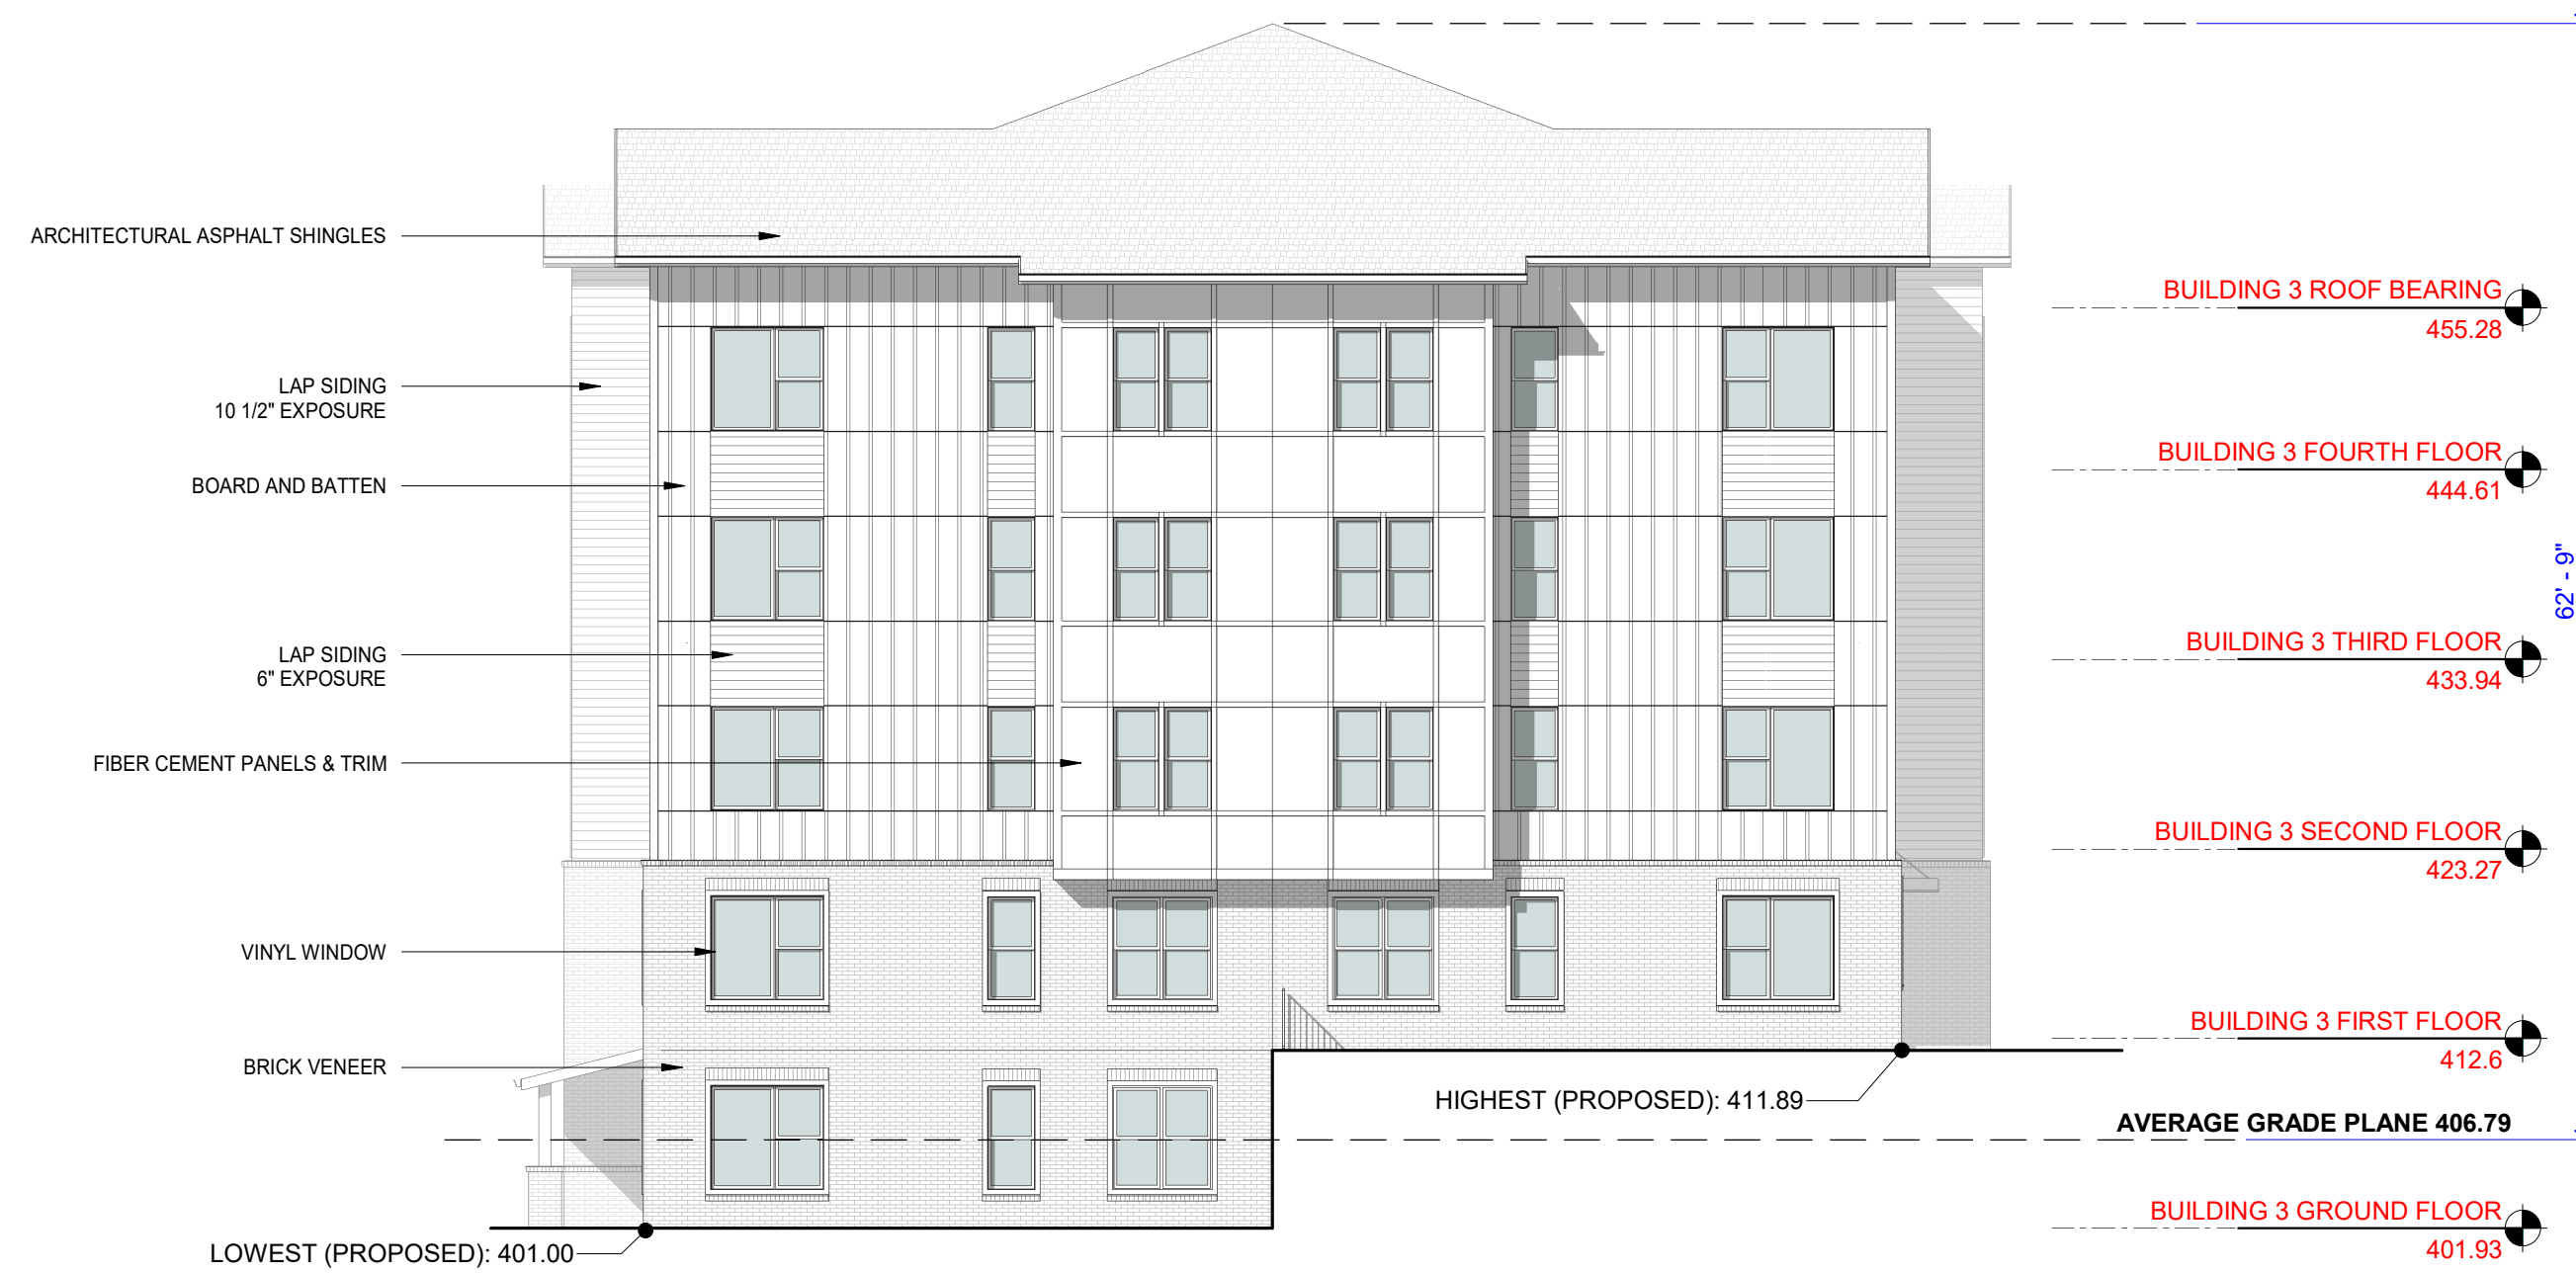 ARCHITECTURAL ASPHALT SHINGLES
LAP SIDING
10 1/2" EXPOSURE
BOARD AND BATTEN
LAP SIDING
6" EXPOSURE
FIBER CEMENT PANELS & TRIM
VINYL WINDOW
BRICK VENEER
LOWEST (PROPOSED): 401.00
HIGHEST (PROPOSED): 411.89
BUILDING 3 ROOF BEARING
455.28
BUILDING 3 FOURTH FLOOR
444.61
62' - 9"
BUILDING 3 THIRD FLOOR
433.94
BUILDING 3 SECOND FLOOR
423.27
BUILDING 3 FIRST FLOOR
412.6
AVERAGE GRADE PLANE 406.79
BUILDING 3 GROUND FLOOR
401.93